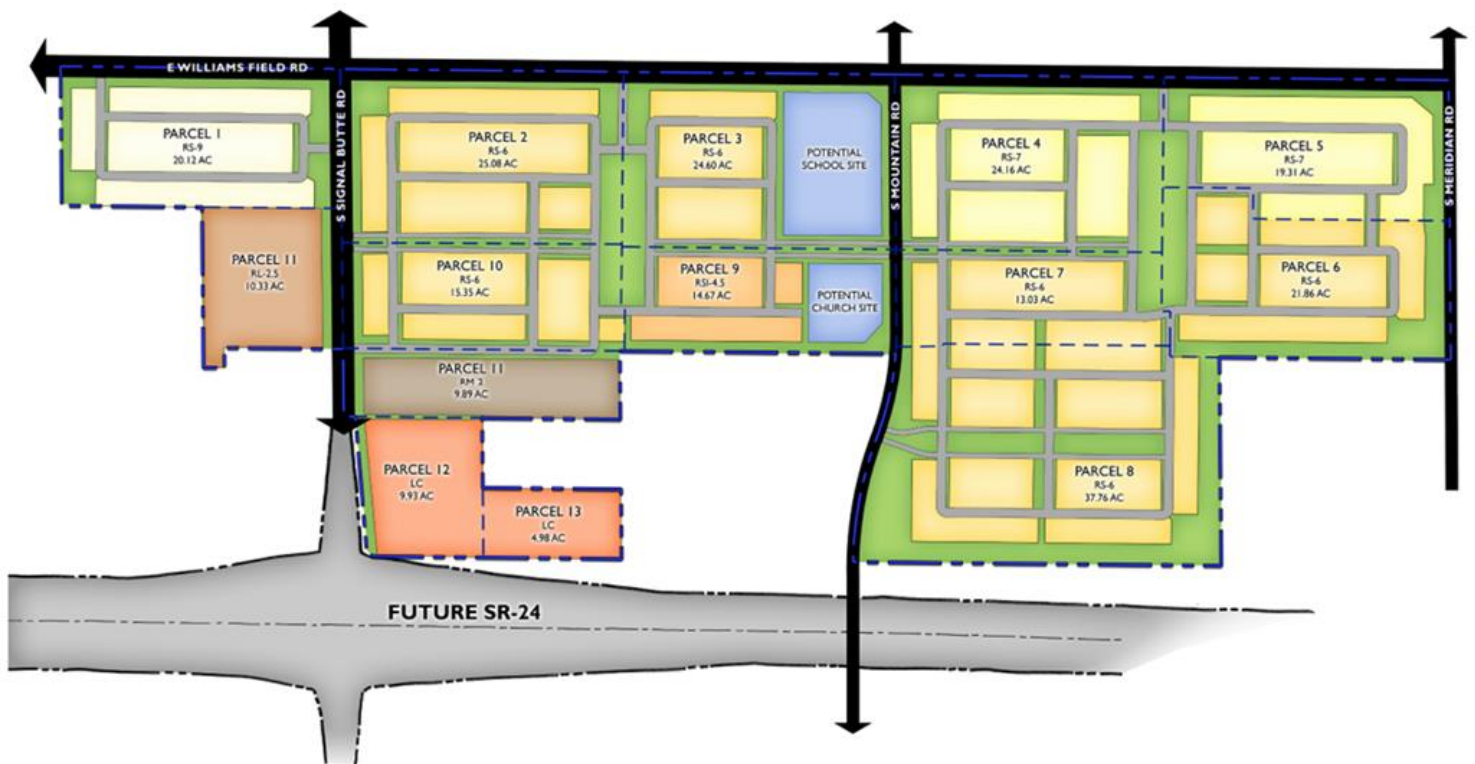 E WILLIAMS FIELD RD
S SIGNAL BUTTE RD
S MOUNTAIN RD
S MERIDIAN RD
PARCEL 1
RS-9
20.12 AC
PARCEL 2
RS-6
25.08 AC
PARCEL 3
RS-6
24.60 AC
POTENTIAL
SCHOOL SITE
PARCEL 4
RS-7
24.16 AC
PARCEL 5
RS-7
19.31 AC
PARCEL 11
RL-2.5
10.33 AC
PARCEL 10
RS-6
15.35 AC
PARCEL 9
RSI-4.5
14.67 AC
POTENTIAL
CHURCH SITE
PARCEL 7
RS-6
13.03 AC
PARCEL 6
RS-6
21.86 AC
PARCEL 11
RM-2
9.89 AC
PARCEL 12
LC
9.93 AC
PARCEL 13
LC
4.98 AC
PARCEL 8
RS-6
37.76 AC
FUTURE SR-24